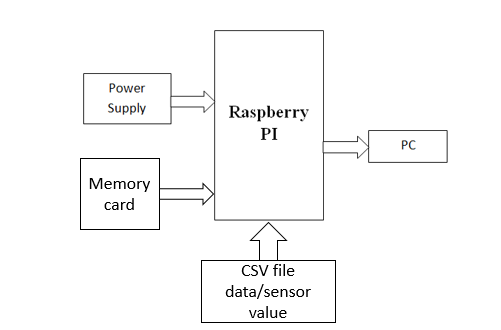 Power
Supply
Raspberry
PI
PC
Memory
card
CSV file
data/sensor
value